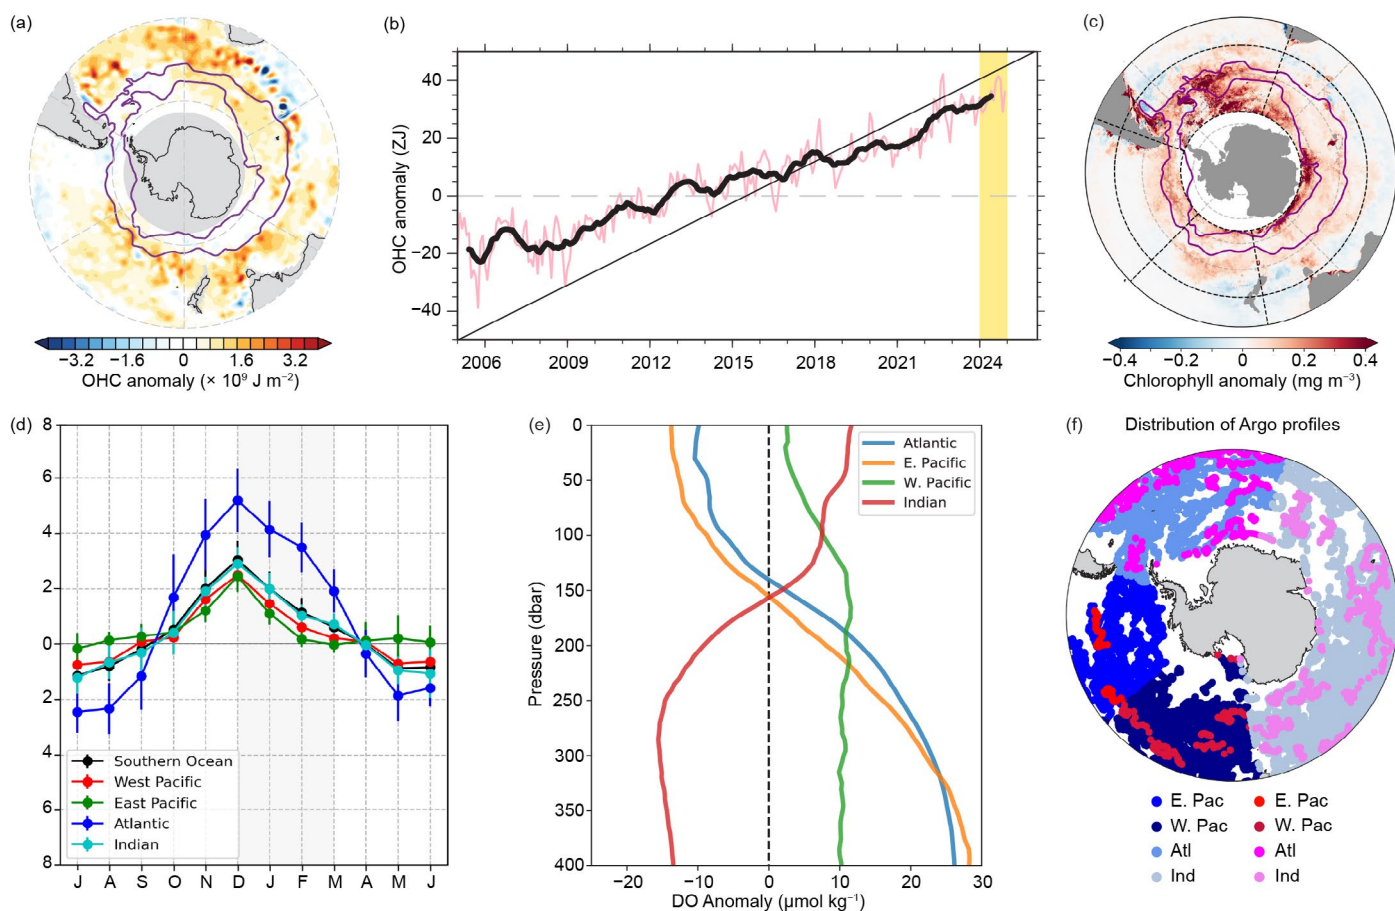 (a)
−3.2 −1.6 0 1.6 3.2
OHC anomaly (× 10⁹ J m⁻²)
(b)
OHC anomaly (ZJ)
40
20
0
−20
−40
2006 2009 2012 2015 2018 2021 2024
(c)
−0.4 −0.2 0 0.2 0.4
Chlorophyll anomaly (mg m⁻³)
(d)
8
6
4
2
0
2
4
6
8
Southern Ocean
West Pacific
East Pacific
Atlantic
Indian
J A S O N D J F M A M J
(e)
Pressure (dbar)
0
50
100
150
200
250
300
350
400
Atlantic
E. Pacific
W. Pacific
Indian
−20 −10 0 10 20 30
DO Anomaly (μmol kg⁻¹)
(f) Distribution of Argo profiles
E. Pac E. Pac
W. Pac W. Pac
Atl Atl
Ind Ind